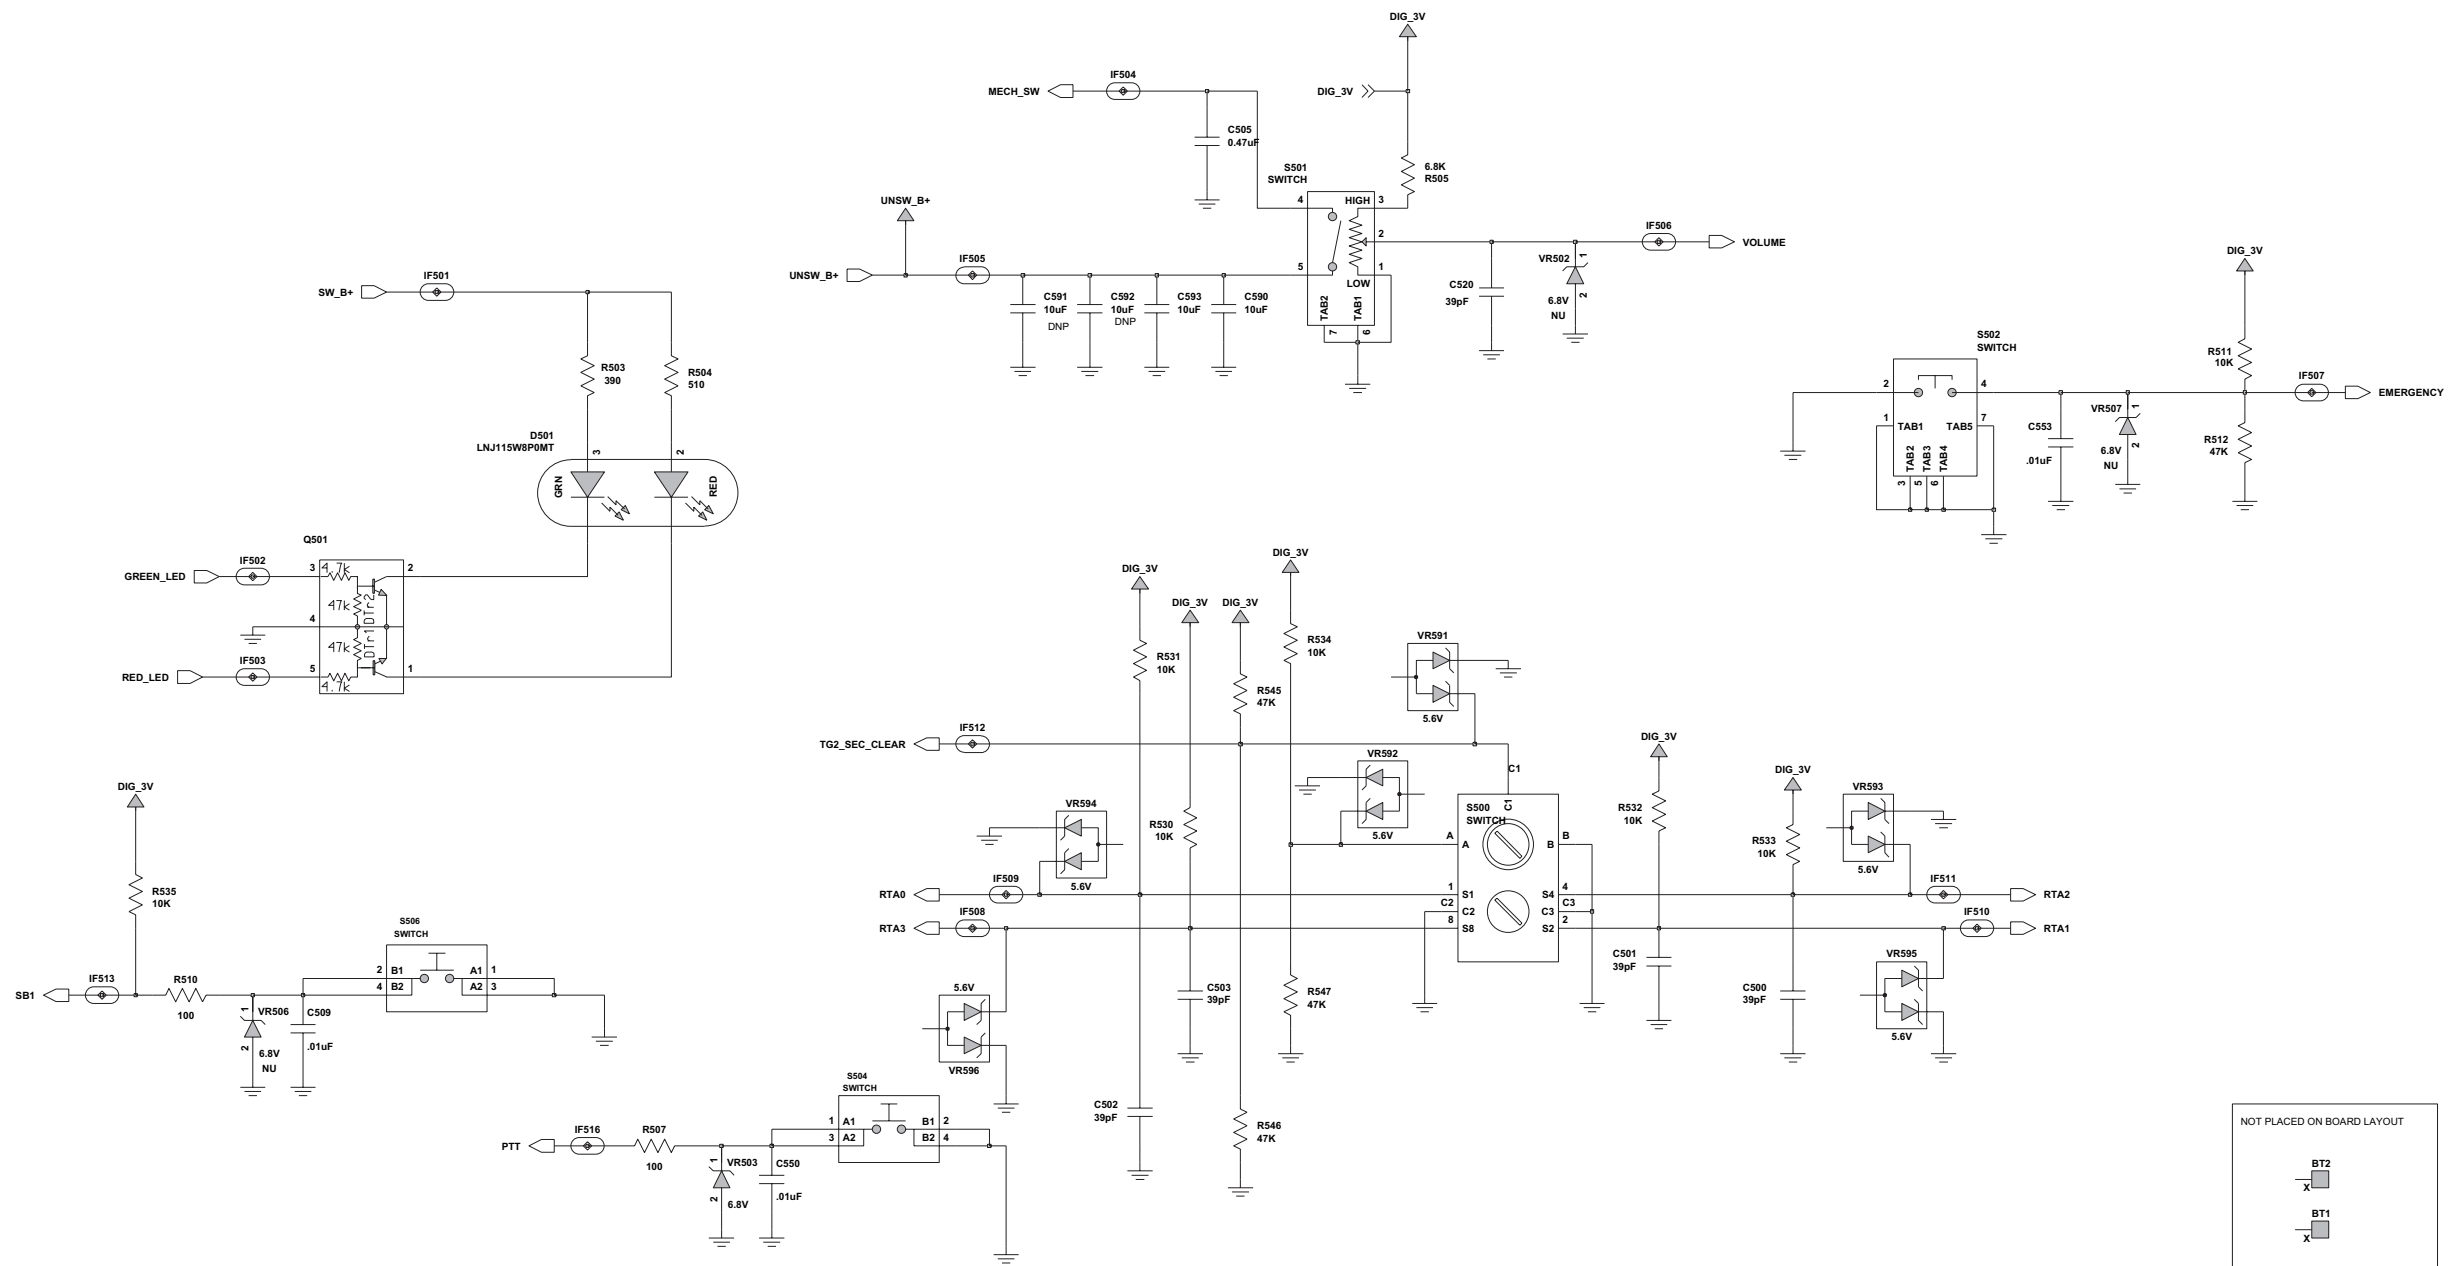 DIG_3V
IF504
MECH_SW
DIG_3V
C505
0.47uF
6.8K
R505
S501
SWITCH
4
HIGH
3
UNSW_B+
2
IF506
VOLUME
UNSW_B+
IF505
5
1
LOW
TAB2
TAB1
7
6
C591
10uF
DNP
C592
10uF
DNP
C593
10uF
C590
10uF
C520
39pF
VR502
1
2
6.8V
NU
SW_B+
IF501
R503
390
R504
510
D501
LNJ115W8P0MT
3
2
GRN
RED
Q501
GREEN_LED
IF502
3
4.7k
2
47k
DTr2
4
47k
DTr1
RED_LED
IF503
5
4.7k
1
DIG_3V
S502
SWITCH
R511
10K
2
4
IF507
EMERGENCY
1
TAB1
TAB5
7
TAB2
TAB3
TAB4
3
5
6
C553
.01uF
VR507
1
2
6.8V
NU
R512
47K
DIG_3V
DIG_3V
DIG_3V
DIG_3V
R531
10K
R534
10K
R545
47K
VR591
5.6V
TG2_SEC_CLEAR
IF512
C1
VR592
5.6V
DIG_3V
DIG_3V
VR593
5.6V
VR594
5.6V
R530
10K
R532
10K
R533
10K
S500
SWITCH
C1
A
A
B
B
RTA0
IF509
1
S1
S4
4
IF511
RTA2
C2
C2
C3
C3
RTA3
IF508
8
S8
S2
2
IF510
RTA1
C501
39pF
C500
39pF
VR595
5.6V
C503
39pF
R547
47K
5.6V
VR596
C502
39pF
R546
47K
DIG_3V
R535
10K
S506
SWITCH
SB1
IF513
R510
100
2
B1
A1
1
4
B2
A2
3
VR506
1
2
6.8V
NU
C509
.01uF
S504
SWITCH
PTT
IF516
R507
100
1
A1
B1
2
3
A2
B2
4
VR503
1
2
6.8V
C550
.01uF
NOT PLACED ON BOARD LAYOUT
BT2
X
BT1
X